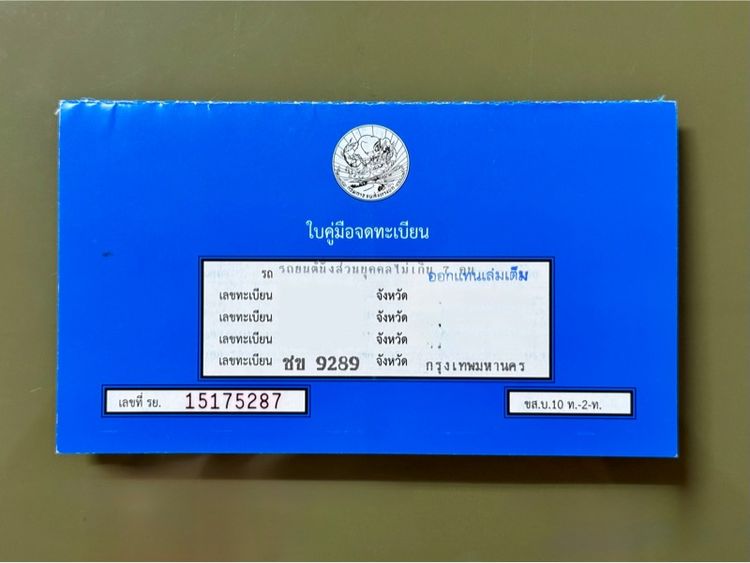 ใบคู่มือจดทะเบียน
รถ รถยนต์นั่งส่วนบุคคลไม่เกิน 7 คน
ออกแทนเล่มเต็ม
เลขทะเบียน จังหวัด
เลขทะเบียน จังหวัด
เลขทะเบียน จังหวัด
เลขทะเบียน ชข 9289 จังหวัด กรุงเทพมหานคร
เลขที่ รย. 15175287 ขส.บ.10 ท.-2-ท.